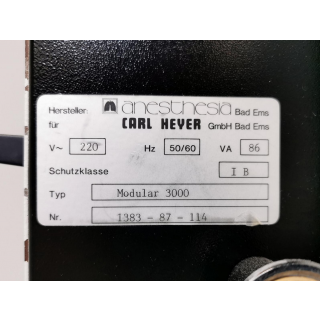 Hersteller: anesthesia Bad Ems
für CARL HEYER GmbH Bad Ems
V~ 220 Hz 50/60 VA 86
Schutzklasse I B
Typ Modular 3000
Nr. 1383 - 87 - 114